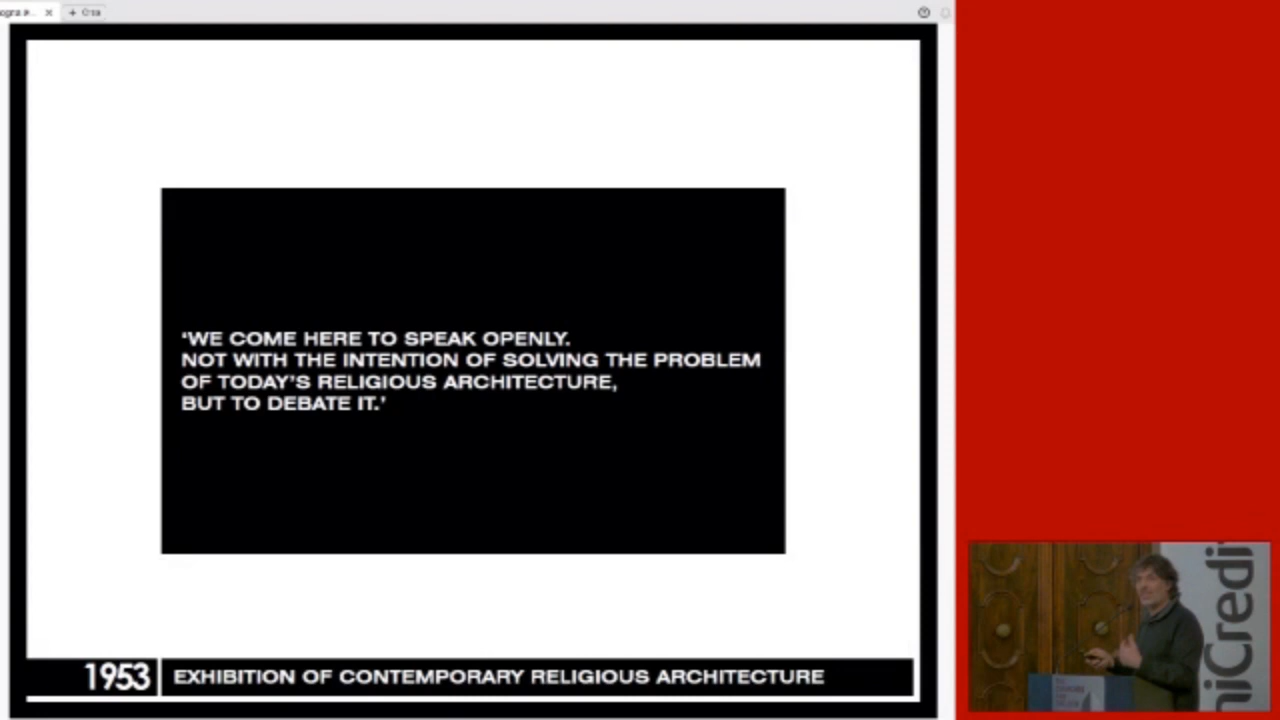 ‘WE COME HERE TO SPEAK OPENLY.
NOT WITH THE INTENTION OF SOLVING THE PROBLEM
OF TODAY’S RELIGIOUS ARCHITECTURE,
BUT TO DEBATE IT.’
1953 EXHIBITION OF CONTEMPORARY RELIGIOUS ARCHITECTURE
niCredi